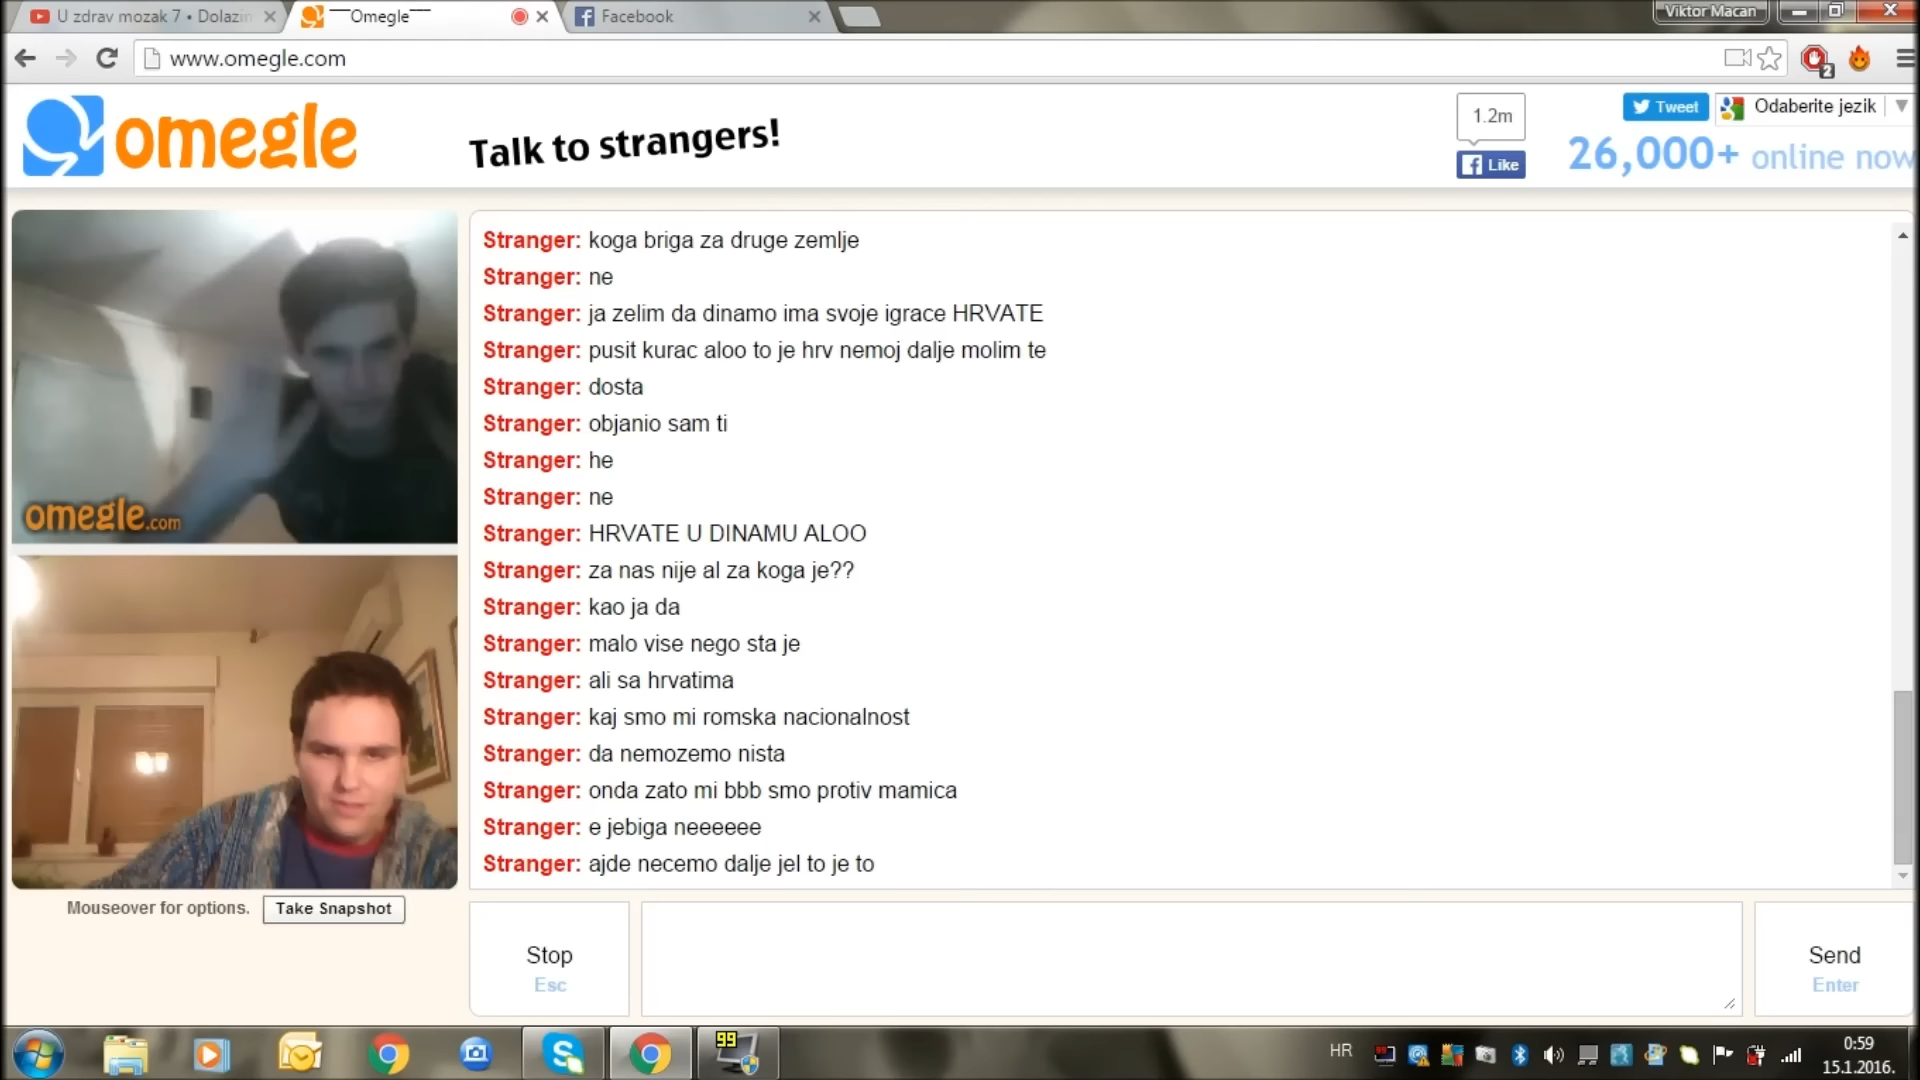 U zdrav mozak 7 • Dolazin
Omegle
Facebook
Viktor Macan
www.omegle.com
2
omegle
Talk to strangers!
1.2m
Like
Tweet
Odaberite jezik
26,000+ online now
Stranger: koga briga za druge zemlje
Stranger: ne
Stranger: ja zelim da dinamo ima svoje igrace HRVATE
Stranger: pusit kurac aloo to je hrv nemoj dalje molim te
Stranger: dosta
Stranger: objanio sam ti
Stranger: he
Stranger: ne
Stranger: HRVATE U DINAMU ALOO
Stranger: za nas nije al za koga je??
Stranger: kao ja da
Stranger: malo vise nego sta je
Stranger: ali sa hrvatima
Stranger: kaj smo mi romska nacionalnost
Stranger: da nemozemo nista
Stranger: onda zato mi bbb smo protiv mamica
Stranger: e jebiga neeeeee
Stranger: ajde necemo dalje jel to je to
omegle.com
Mouseover for options.
Take Snapshot
Stop
Esc
Send
Enter
99
HR
0:59
15.1.2016.